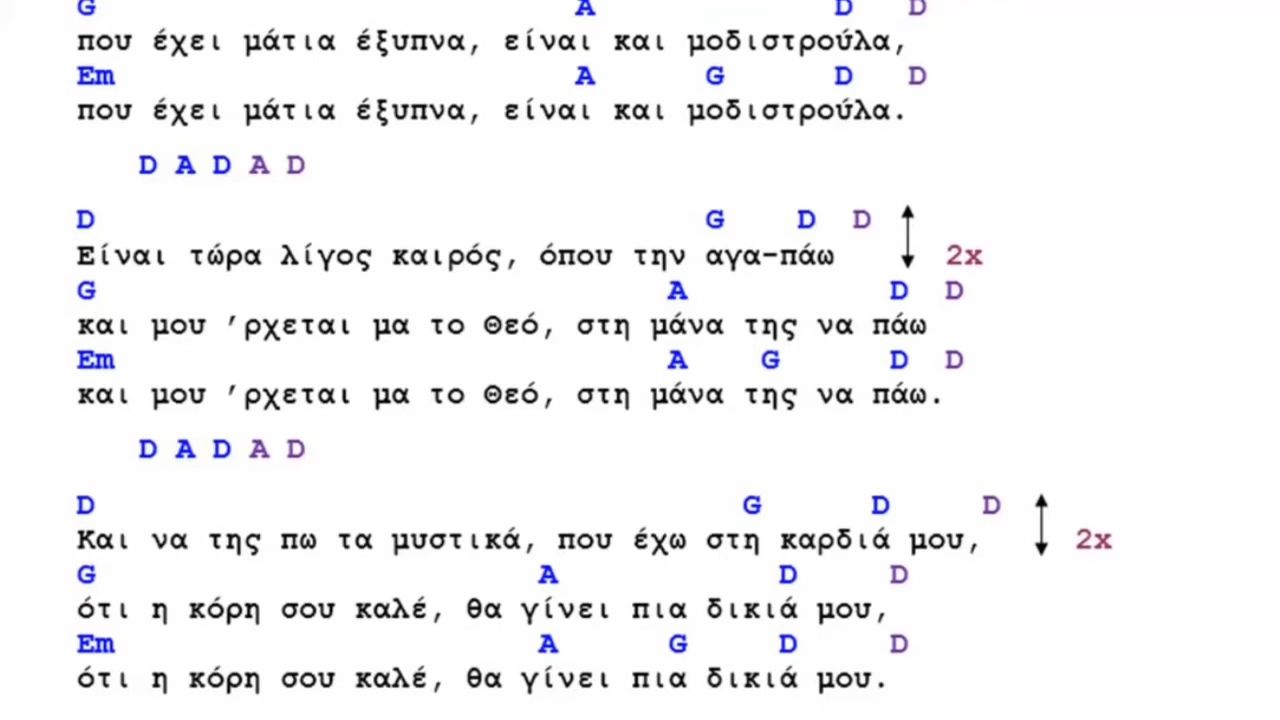 G A D D
που έχει μάτια έξυπνα, είναι και μοδιστρούλα,
Em A G D D
που έχει μάτια έξυπνα, είναι και μοδιστρούλα.
D A D A D
D G D D
Είναι τώρα λίγος καιρός, όπου την αγα-πάω 2x
G A D D
και μου ’ρχεται μα το Θεό, στη μάνα της να πάω
Em A G D D
και μου ’ρχεται μα το Θεό, στη μάνα της να πάω.
D A D A D
D G D D
Και να της πω τα μυστικά, που έχω στη καρδιά μου, 2x
G A D D
ότι η κόρη σου καλέ, θα γίνει πια δικιά μου,
Em A G D D
ότι η κόρη σου καλέ, θα γίνει πια δικιά μου.